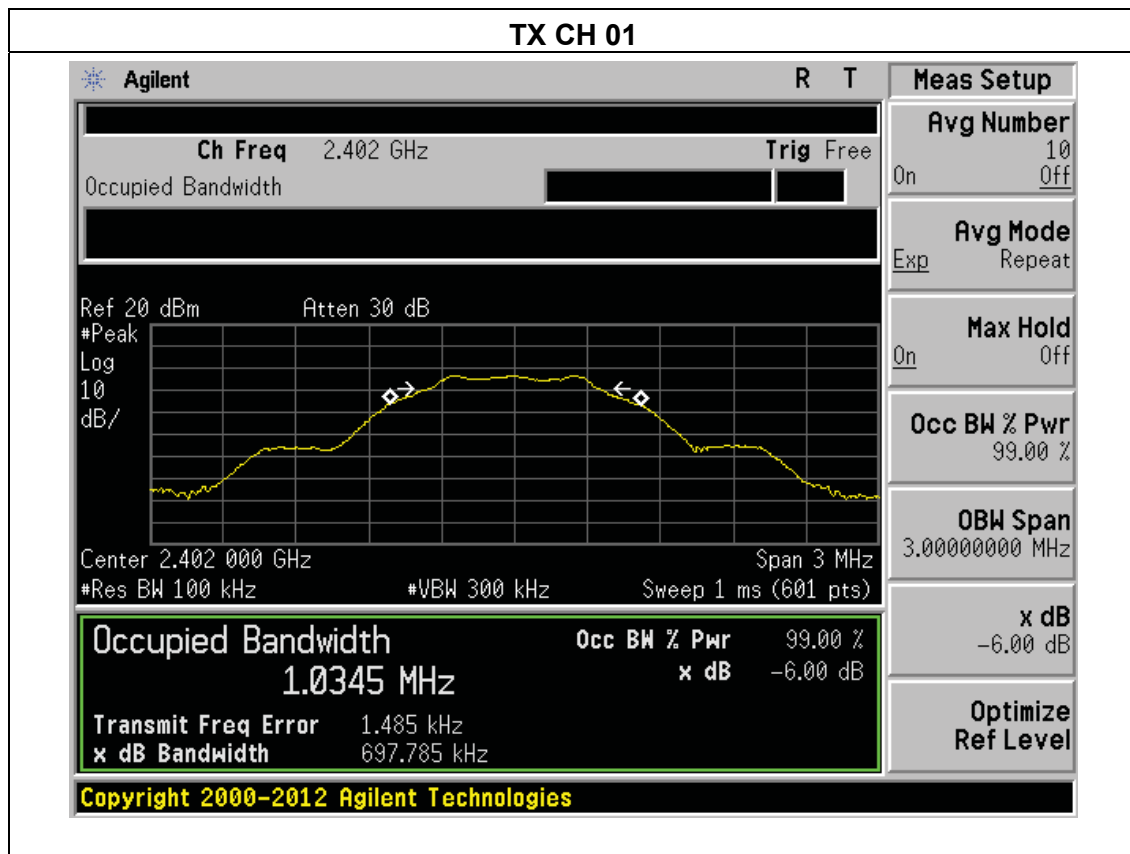 TX CH 01
Agilent R T
Ch Freq 2.402 GHz Trig Free
Occupied Bandwidth
Ref 20 dBm Atten 30 dB
#Peak
Log
10
dB/
Center 2.402 000 GHz Span 3 MHz
#Res BW 100 kHz #VBW 300 kHz Sweep 1 ms (601 pts)
Occupied Bandwidth Occ BW % Pwr 99.00 %
1.0345 MHz x dB -6.00 dB
Transmit Freq Error 1.485 kHz
x dB Bandwidth 697.785 kHz
Copyright 2000-2012 Agilent Technologies
Meas Setup
Avg Number
10
On Off
Avg Mode
Exp Repeat
Max Hold
On Off
Occ BW % Pwr
99.00 %
OBW Span
3.00000000 MHz
x dB
-6.00 dB
Optimize
Ref Level